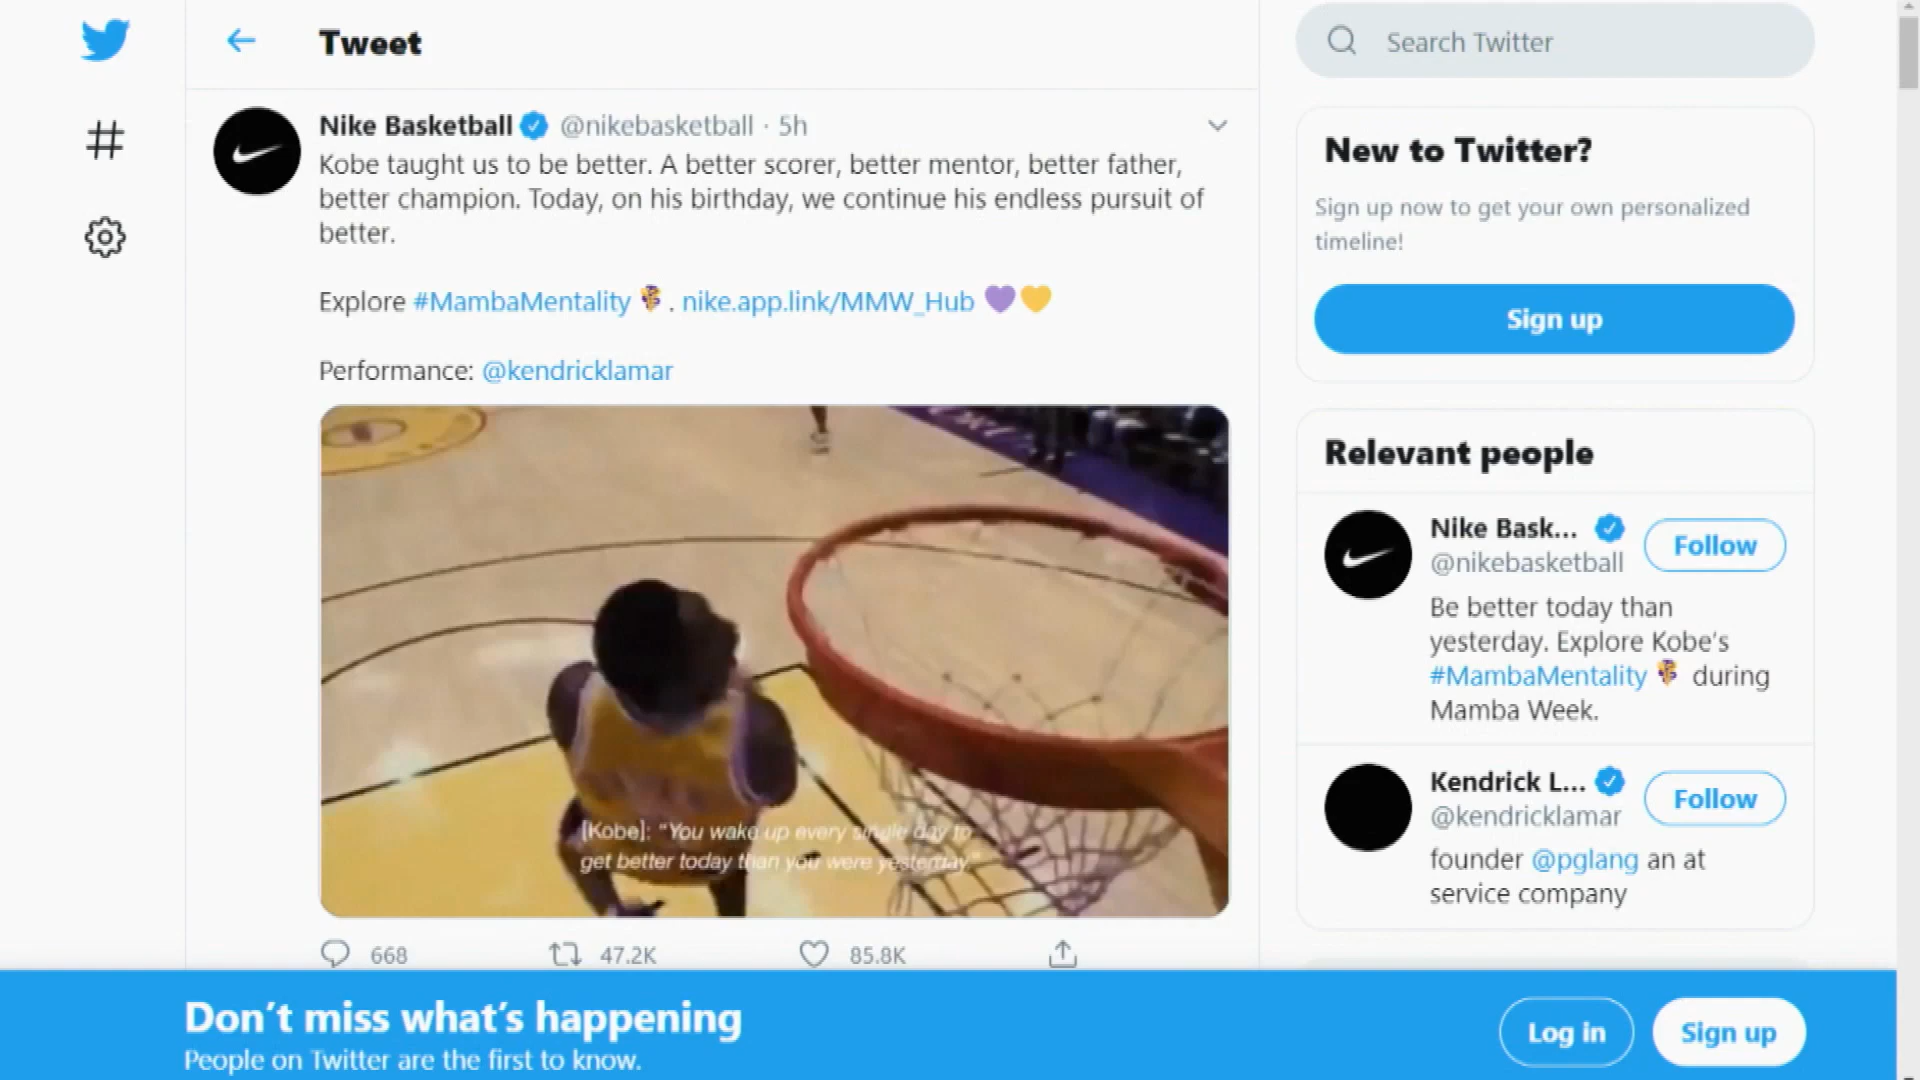 Tweet
Search Twitter
Nike Basketball @nikebasketball · 5h
Kobe taught us to be better. A better scorer, better mentor, better father,
better champion. Today, on his birthday, we continue his endless pursuit of
better.
Explore #MambaMentality . nike.app.link/MMW_Hub 💜💛
Performance: @kendricklamar
[Kobe]: “You wake up every single day to
get better today than you were yesterday.”
668 47.2K 85.8K
New to Twitter?
Sign up now to get your own personalized
timeline!
Sign up
Relevant people
Nike Bask...
Follow
@nikebasketball
Be better today than
yesterday. Explore Kobe's
#MambaMentality during
Mamba Week.
Kendrick L...
Follow
@kendricklamar
founder @pglang an at
service company
Don’t miss what’s happening
People on Twitter are the first to know.
Log in
Sign up